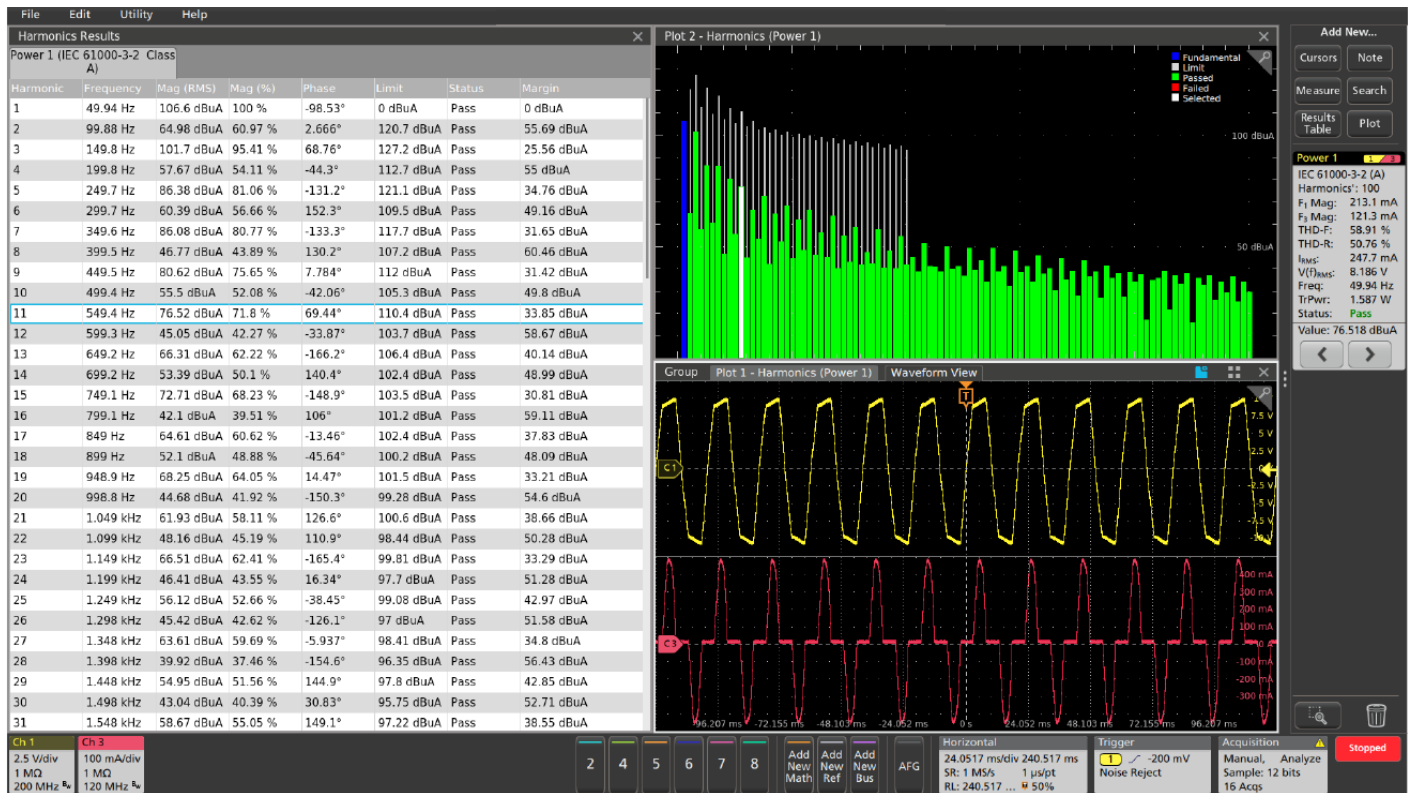 File Edit Utility Help
Harmonics Results
Power 1 (IEC 61000-3-2 Class
A)
Harmonic Frequency Mag (RMS) Mag (%) Phase Limit Status Margin
1 49.94 Hz 106.6 dBuA 100 % -98.53° 0 dBuA Pass 0 dBuA
2 99.88 Hz 64.98 dBuA 60.97 % 2.666° 120.7 dBuA Pass 55.69 dBuA
3 149.8 Hz 101.7 dBuA 95.41 % 68.76° 127.2 dBuA Pass 25.56 dBuA
4 199.8 Hz 57.67 dBuA 54.11 % -44.3° 112.7 dBuA Pass 55 dBuA
5 249.7 Hz 86.38 dBuA 81.06 % -131.2° 121.1 dBuA Pass 34.76 dBuA
6 299.7 Hz 60.39 dBuA 56.66 % 152.3° 109.5 dBuA Pass 49.16 dBuA
7 349.6 Hz 86.08 dBuA 80.77 % -133.3° 117.7 dBuA Pass 31.65 dBuA
8 399.5 Hz 46.77 dBuA 43.89 % 130.2° 107.2 dBuA Pass 60.46 dBuA
9 449.5 Hz 80.62 dBuA 75.65 % 7.784° 112 dBuA Pass 31.42 dBuA
10 499.4 Hz 55.5 dBuA 52.08 % -42.06° 105.3 dBuA Pass 49.8 dBuA
11 549.4 Hz 76.52 dBuA 71.8 % 69.44° 110.4 dBuA Pass 33.85 dBuA
12 599.3 Hz 45.05 dBuA 42.27 % -33.87° 103.7 dBuA Pass 58.67 dBuA
13 649.2 Hz 66.31 dBuA 62.22 % -166.2° 106.4 dBuA Pass 40.14 dBuA
14 699.2 Hz 53.39 dBuA 50.1 % 140.4° 102.4 dBuA Pass 48.99 dBuA
15 749.1 Hz 72.71 dBuA 68.23 % -148.9° 103.5 dBuA Pass 30.81 dBuA
16 799.1 Hz 42.1 dBuA 39.51 % 106° 101.2 dBuA Pass 59.11 dBuA
17 849 Hz 64.61 dBuA 60.62 % -13.46° 102.4 dBuA Pass 37.83 dBuA
18 899 Hz 52.1 dBuA 48.88 % -45.64° 100.2 dBuA Pass 48.09 dBuA
19 948.9 Hz 68.25 dBuA 64.05 % 14.47° 101.5 dBuA Pass 33.21 dBuA
20 998.8 Hz 44.68 dBuA 41.92 % -150.3° 99.28 dBuA Pass 54.6 dBuA
21 1.049 kHz 61.93 dBuA 58.11 % 126.6° 100.6 dBuA Pass 38.66 dBuA
22 1.099 kHz 48.16 dBuA 45.19 % 110.9° 98.44 dBuA Pass 50.28 dBuA
23 1.149 kHz 66.51 dBuA 62.41 % -165.4° 99.81 dBuA Pass 33.29 dBuA
24 1.199 kHz 46.41 dBuA 43.55 % 16.34° 97.7 dBuA Pass 51.28 dBuA
25 1.249 kHz 56.12 dBuA 52.66 % -38.45° 99.08 dBuA Pass 42.97 dBuA
26 1.298 kHz 45.42 dBuA 42.62 % -126.1° 97 dBuA Pass 51.58 dBuA
27 1.348 kHz 63.61 dBuA 59.69 % -5.937° 98.41 dBuA Pass 34.8 dBuA
28 1.398 kHz 39.92 dBuA 37.46 % -154.6° 96.35 dBuA Pass 56.43 dBuA
29 1.448 kHz 54.95 dBuA 51.56 % 144.9° 97.8 dBuA Pass 42.85 dBuA
30 1.498 kHz 43.04 dBuA 40.39 % 30.83° 95.75 dBuA Pass 52.71 dBuA
31 1.548 kHz 58.67 dBuA 55.05 % 149.1° 97.22 dBuA Pass 38.55 dBuA
Plot 2 - Harmonics (Power 1)
Fundamental
Limit
Passed
Failed
Selected
100 dBuA
50 dBuA
Group Plot 1 - Harmonics (Power 1) Waveform View
T
7.5 V
5 V
2.5 V
C1
-2.5 V
-5 V
-7.5 V
-10 V
400 mA
300 mA
200 mA
100 mA
C3 0 A
-100 mA
-200 mA
-300 mA
-96.207 ms -72.155 ms -48.103 ms -24.052 ms 0 s 24.052 ms 48.103 ms 72.155 ms 96.207 ms
Add New...
Cursors Note
Measure Search
Results
Table Plot
Power 1 1 3
IEC 61000-3-2 (A)
Harmonics': 100
F₁ Mag: 213.1 mA
F₃ Mag: 121.3 mA
THD-F: 58.91 %
THD-R: 50.76 %
IRMS: 247.7 mA
V(f)RMS: 8.186 V
Freq: 49.94 Hz
TrPwr: 1.587 W
Status: Pass
Value: 76.518 dBuA
Ch 1
2.5 V/div
1 MΩ
200 MHz Bw
Ch 3
100 mA/div
1 MΩ
120 MHz Bw
2 4 5 6 7 8
Add
New
Math
Add
New
Ref
Add
New
Bus
AFG
Horizontal
24.0517 ms/div 240.517 ms
SR: 1 MS/s 1 µs/pt
RL: 240.517 ... 50%
Trigger
1 -200 mV
Noise Reject
Acquisition
Manual, Analyze
Sample: 12 bits
16 Acqs
Stopped